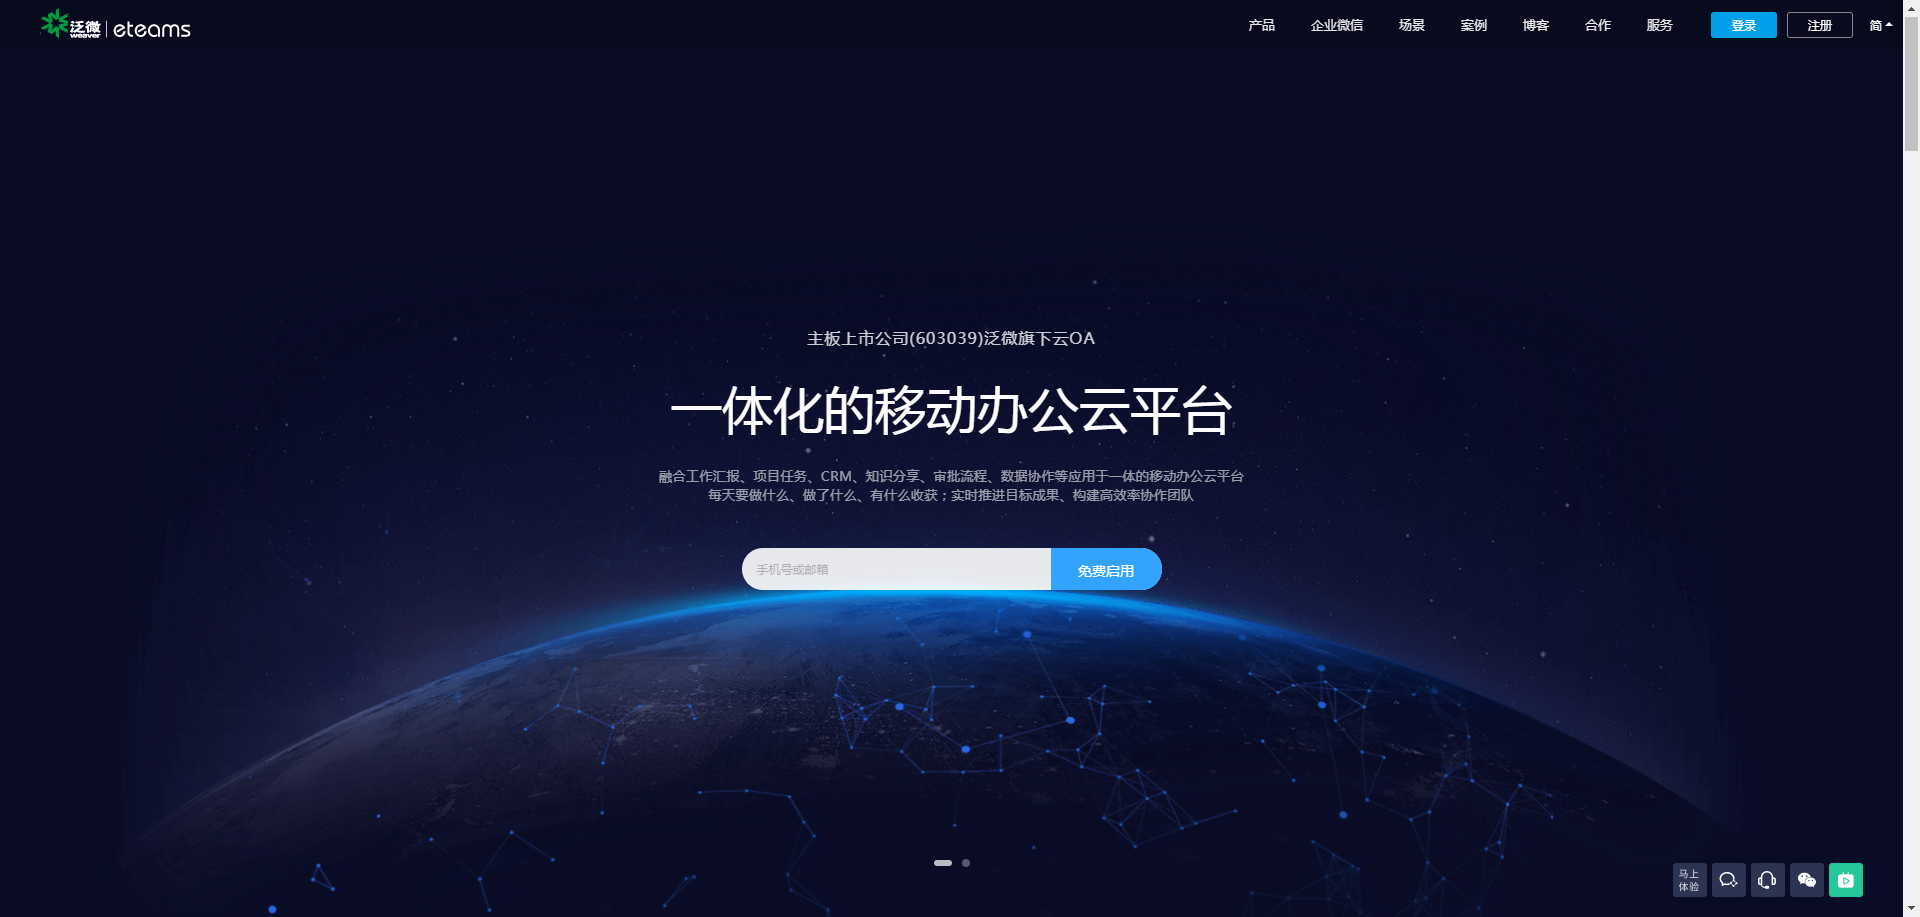 泛微 weaver eteams
产品 企业微信 场景 案例 博客 合作 服务 登录 注册 简
主板上市公司(603039)泛微旗下云OA
一体化的移动办公云平台
融合工作汇报、项目任务、CRM、知识分享、审批流程、数据协作等应用于一体的移动办公云平台
每天要做什么、做了什么、有什么收获；实时推进目标成果、构建高效率协作团队
手机号或邮箱 免费启用
马上
体验